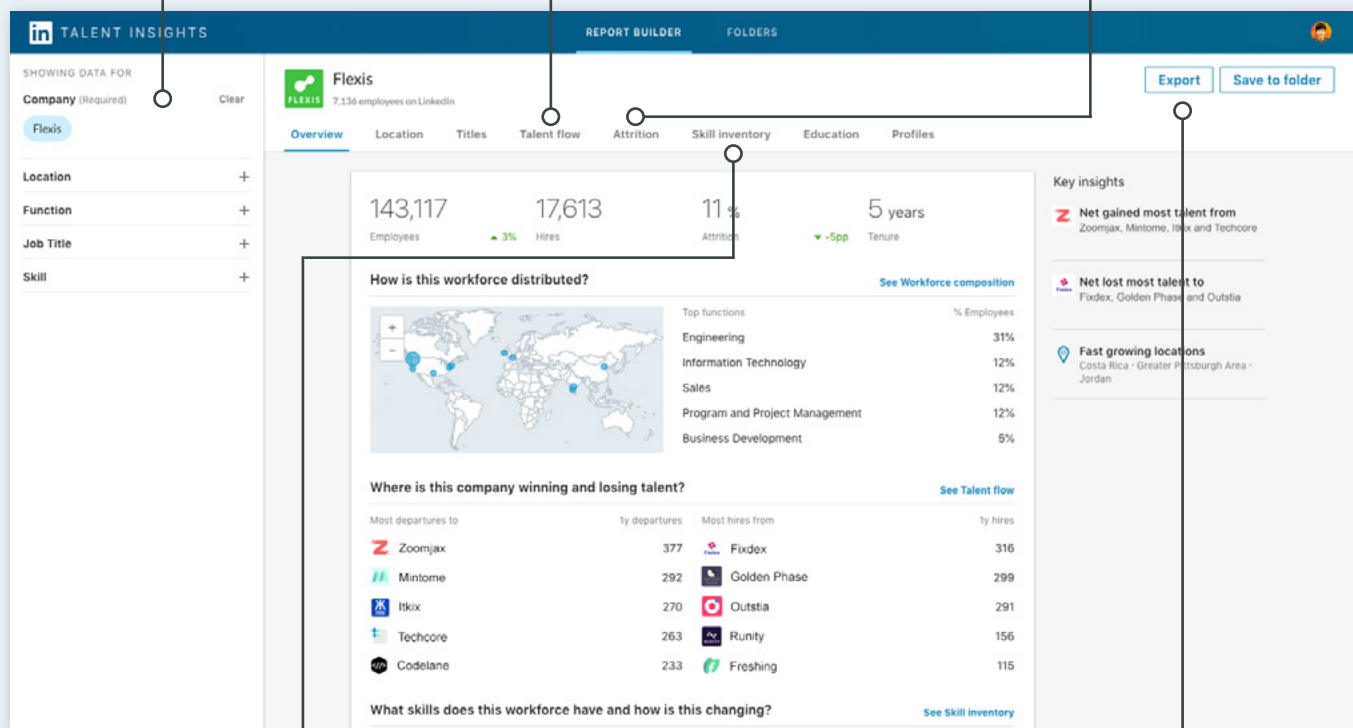 in TALENT INSIGHTS
REPORT BUILDER
FOLDERS
SHOWING DATA FOR
Company (Required)
Clear
Flexis
Location +
Function +
Job Title +
Skill +
FLEXIS
Flexis
7,136 employees on LinkedIn
Export
Save to folder
Overview Location Titles Talent flow Attrition Skill inventory Education Profiles
143,117 17,613 11 % 5 years
Employees ▲ 3% Hires Attrition ▼ -5pp Tenure
How is this workforce distributed?
See Workforce composition
+
−
Top functions % Employees
Engineering 31%
Information Technology 12%
Sales 12%
Program and Project Management 12%
Business Development 5%
Where is this company winning and losing talent?
See Talent flow
Most departures to 1y departures Most hires from 1y hires
Zoomjax 377 Fixdex 316
Mintome 292 Golden Phase 299
Itkix 270 Outstia 291
Techcore 263 Runity 156
Codelane 233 Freshing 115
What skills does this workforce have and how is this changing?
See Skill inventory
Key insights
Net gained most talent from
Zoomjax, Mintome, Itkix and Techcore
Net lost most talent to
Fixdex, Golden Phase and Outstia
Fast growing locations
Costa Rica · Greater Pittsburgh Area ·
Jordan